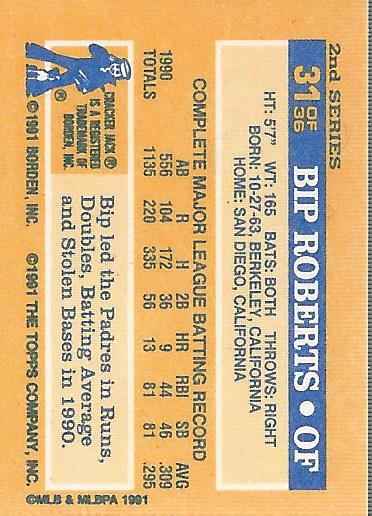 2nd SERIES
31 OF 36
BIP ROBERTS • OF
HT: 5'7" WT: 165 BATS: BOTH THROWS: RIGHT
BORN: 10-27-63, BERKELEY, CALIFORNIA
HOME: SAN DIEGO, CALIFORNIA
COMPLETE MAJOR LEAGUE BATTING RECORD
AB R H 2B HR RBI SB AVG
1990 556 104 172 36 9 44 46 .309
TOTALS 1135 220 335 56 13 81 81 .295
CRACKER JACK®
IS A REGISTERED
TRADEMARK OF
BORDEN, INC.
®
Bip led the Padres in Runs,
Doubles, Batting Average
and Stolen Bases in 1990.
©1991 BORDEN, INC. ©1991 THE TOPPS COMPANY, INC.
©MLB & MLBPA 1991